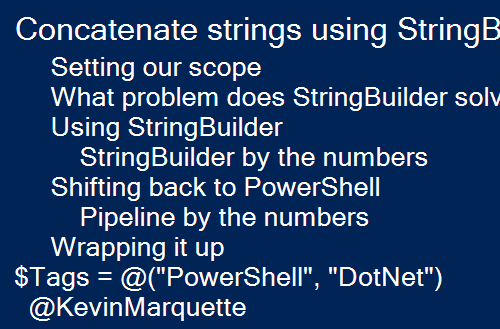 Concatenate strings using StringB
Setting our scope
What problem does StringBuilder solv
Using StringBuilder
StringBuilder by the numbers
Shifting back to PowerShell
Pipeline by the numbers
Wrapping it up
$Tags = @("PowerShell", "DotNet")
@KevinMarquette